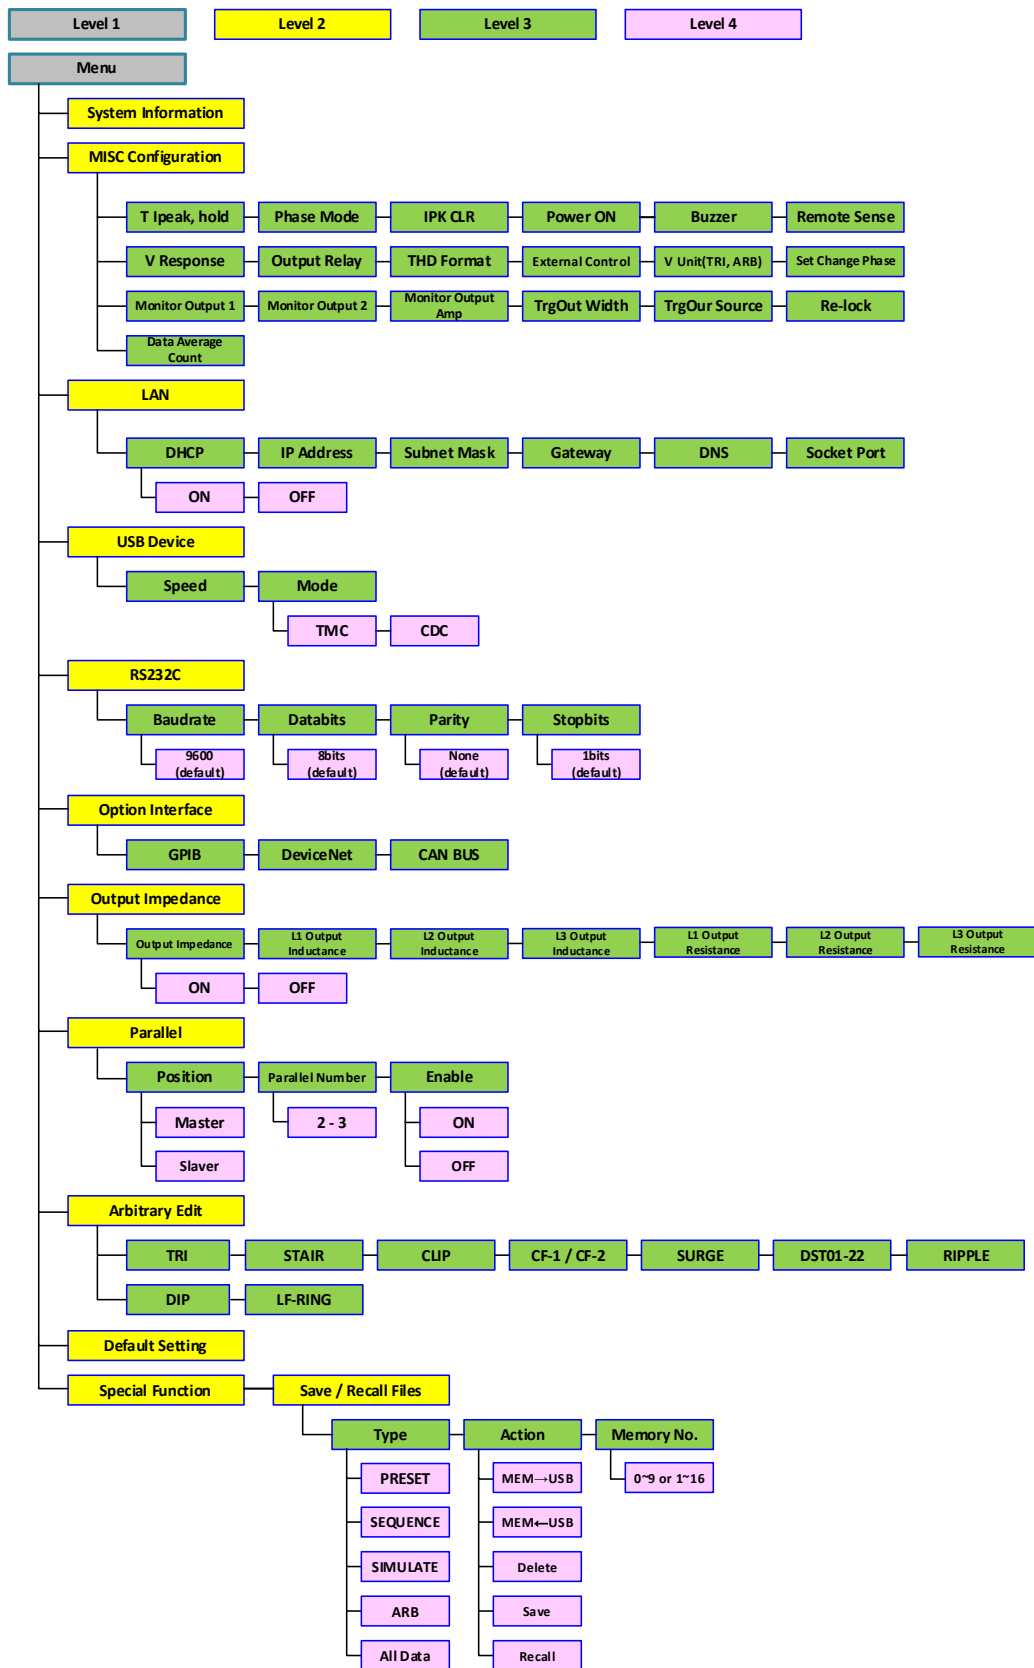 Level 1
Level 2
Level 3
Level 4
Menu
System Information
MISC Configuration
T Ipeak, hold
Phase Mode
IPK CLR
Power ON
Buzzer
Remote Sense
V Response
Output Relay
THD Format
External Control
V Unit(TRI, ARB)
Set Change Phase
Monitor Output 1
Monitor Output 2
Monitor Output
Amp
TrgOut Width
TrgOur Source
Re-lock
Data Average
Count
LAN
DHCP
IP Address
Subnet Mask
Gateway
DNS
Socket Port
ON
OFF
USB Device
Speed
Mode
TMC
CDC
RS232C
Baudrate
Databits
Parity
Stopbits
9600
(default)
8bits
(default)
None
(default)
1bits
(default)
Option Interface
GPIB
DeviceNet
CAN BUS
Output Impedance
Output Impedance
L1 Output
Inductance
L2 Output
Inductance
L3 Output
Inductance
L1 Output
Resistance
L2 Output
Resistance
L3 Output
Resistance
ON
OFF
Parallel
Position
Parallel Number
Enable
Master
2 - 3
ON
Slaver
OFF
Arbitrary Edit
TRI
STAIR
CLIP
CF-1 / CF-2
SURGE
DST01-22
RIPPLE
DIP
LF-RING
Default Setting
Special Function
Save / Recall Files
Type
Action
Memory No.
PRESET
MEM→USB
0~9 or 1~16
SEQUENCE
MEM←USB
SIMULATE
Delete
ARB
Save
All Data
Recall